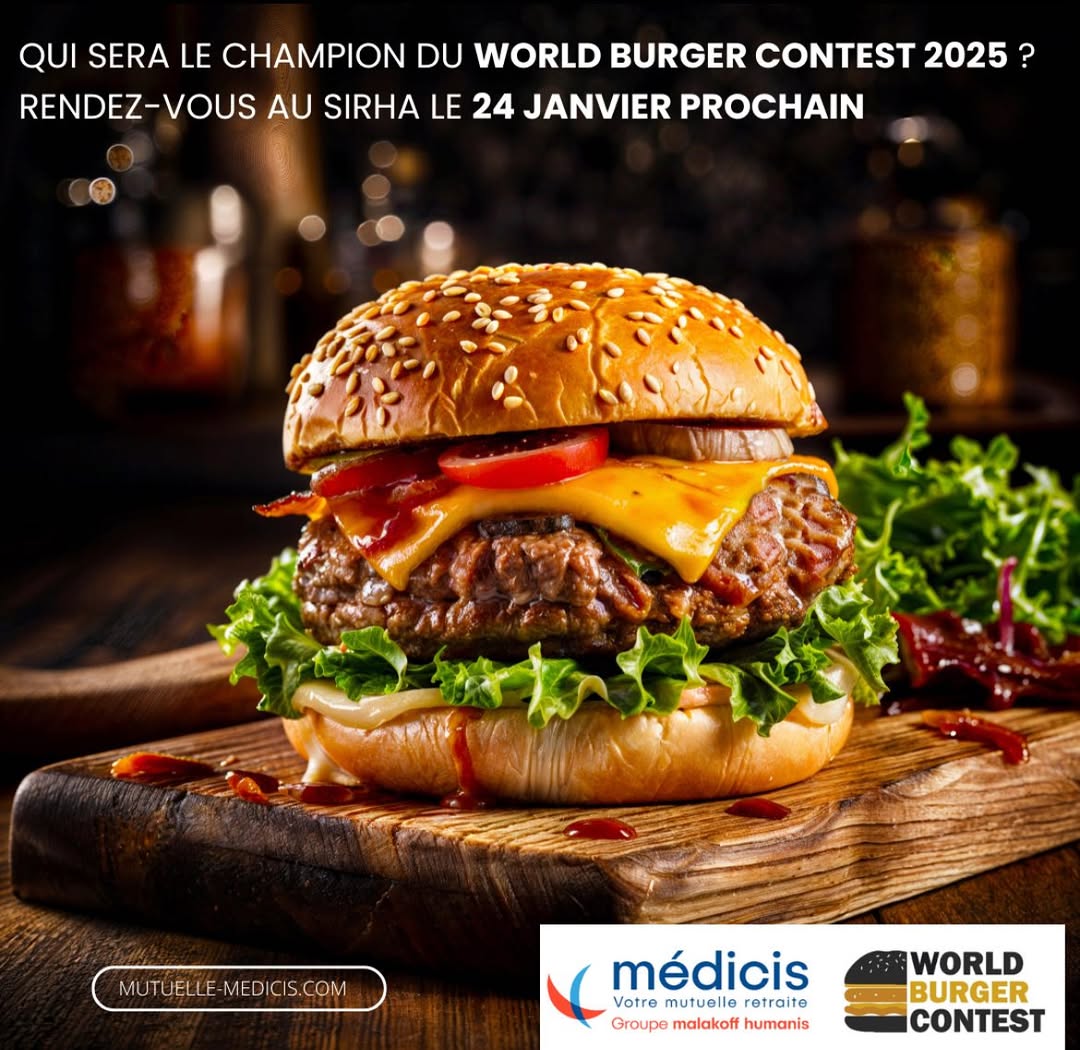 QUI SERA LE CHAMPION DU WORLD BURGER CONTEST 2025 ?
RENDEZ-VOUS AU SIRHA LE 24 JANVIER PROCHAIN
MUTUELLE-MEDICIS.COM
médicis
Votre mutuelle retraite
Groupe malakoff humanis
WORLD
BURGER
CONTEST